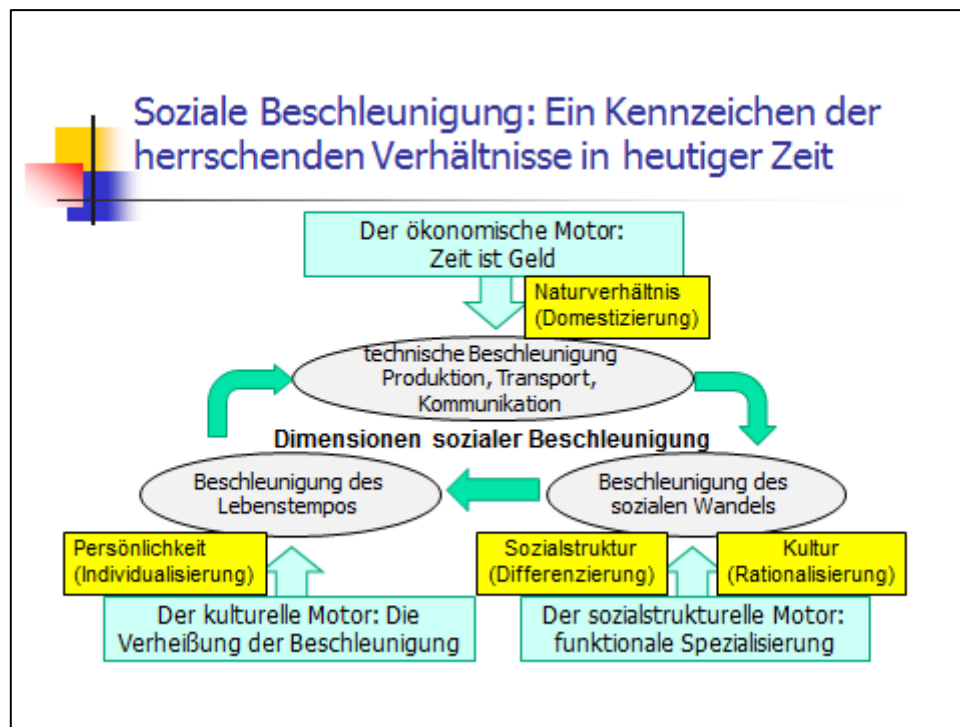 Soziale Beschleunigung: Ein Kennzeichen der
herrschenden Verhältnisse in heutiger Zeit
Der ökonomische Motor:
Zeit ist Geld
Naturverhältnis
(Domestizierung)
technische Beschleunigung
Produktion, Transport,
Kommunikation
Dimensionen sozialer Beschleunigung
Beschleunigung des
Lebenstempos
Beschleunigung des
sozialen Wandels
Persönlichkeit
(Individualisierung)
Sozialstruktur
(Differenzierung)
Kultur
(Rationalisierung)
Der kulturelle Motor: Die
Verheißung der Beschleunigung
Der sozialstrukturelle Motor:
funktionale Spezialisierung